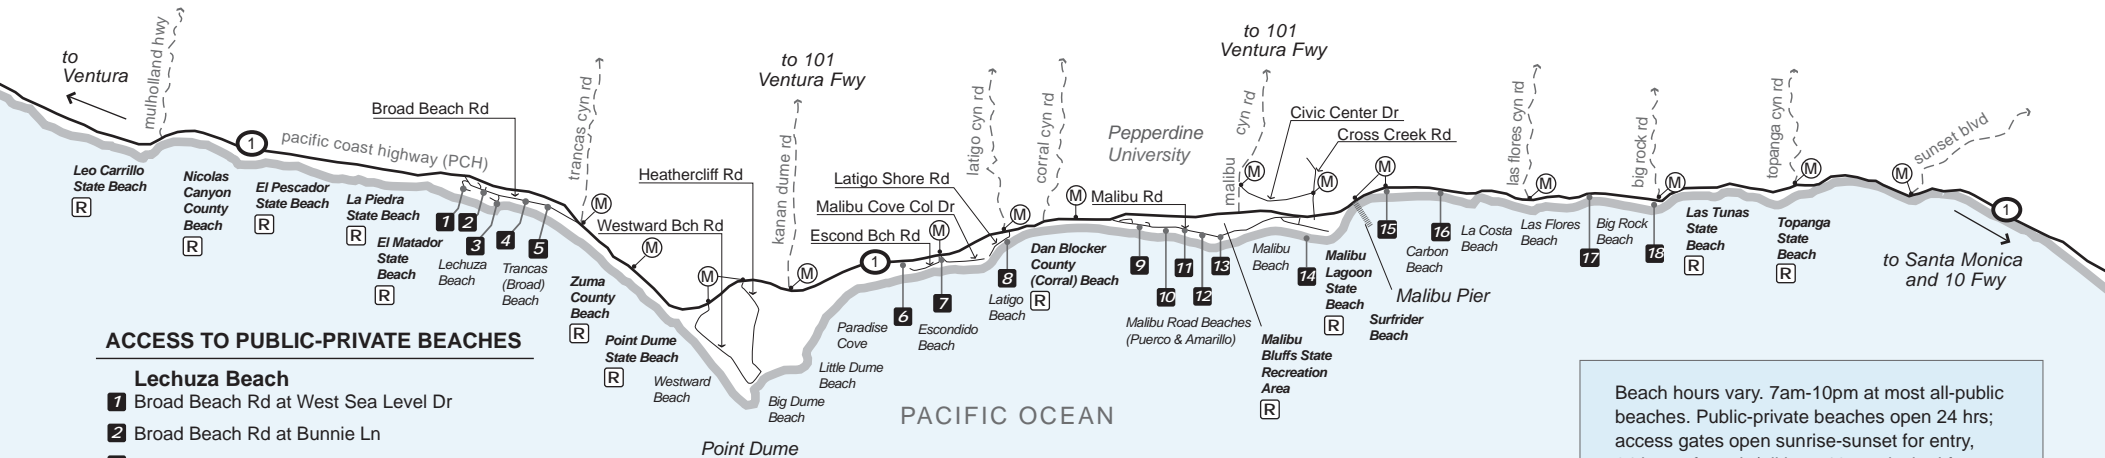 to
Ventura
mulholland hwy
1
pacific coast highway (PCH)
Broad Beach Rd
trancas cyn rd
to 101
Ventura Fwy
kanan dume rd
Heathercliff Rd
Westward Bch Rd
Latigo Shore Rd
Malibu Cove Col Dr
Escond Bch Rd
1
latigo cyn rd
corral cyn rd
Pepperdine
University
Malibu Rd
to 101
Ventura Fwy
malibu
cyn rd
Civic Center Dr
Cross Creek Rd
las flores cyn rd
big rock rd
topanga cyn rd
sunset blvd
1
to Santa Monica
and 10 Fwy
M
M
M
M
M
M
M
M
M
M
M
M
M
M
Leo Carrillo
State Beach
R
Nicolas
Canyon
County
Beach
R
El Pescador
State Beach
R
La Piedra
State Beach
R
El Matador
State
Beach
R
1
2
3
4
5
Lechuza
Beach
Trancas
(Broad)
Beach
Zuma
County
Beach
R
Point Dume
State Beach
R
Westward
Beach
Point Dume
Big Dume
Beach
Little Dume
Beach
Paradise
Cove
6
7
Escondido
Beach
8
Latigo
Beach
Dan Blocker
County
(Corral) Beach
R
9
10
11
12
13
Malibu Road Beaches
(Puerco & Amarillo)
Malibu
Bluffs State
Recreation
Area
R
Malibu
Beach
14
Malibu
Lagoon
State
Beach
R
Surfrider
Beach
Malibu Pier
15
16
Carbon
Beach
La Costa
Beach
Las Flores
Beach
17
Big Rock
Beach
18
Las Tunas
State
Beach
R
Topanga
State
Beach
R
PACIFIC OCEAN
ACCESS TO PUBLIC-PRIVATE BEACHES
Lechuza Beach
1 Broad Beach Rd at West Sea Level Dr
2 Broad Beach Rd at Bunnie Ln
Beach hours vary. 7am-10pm at most all-public
beaches. Public-private beaches open 24 hrs;
access gates open sunrise-sunset for entry,